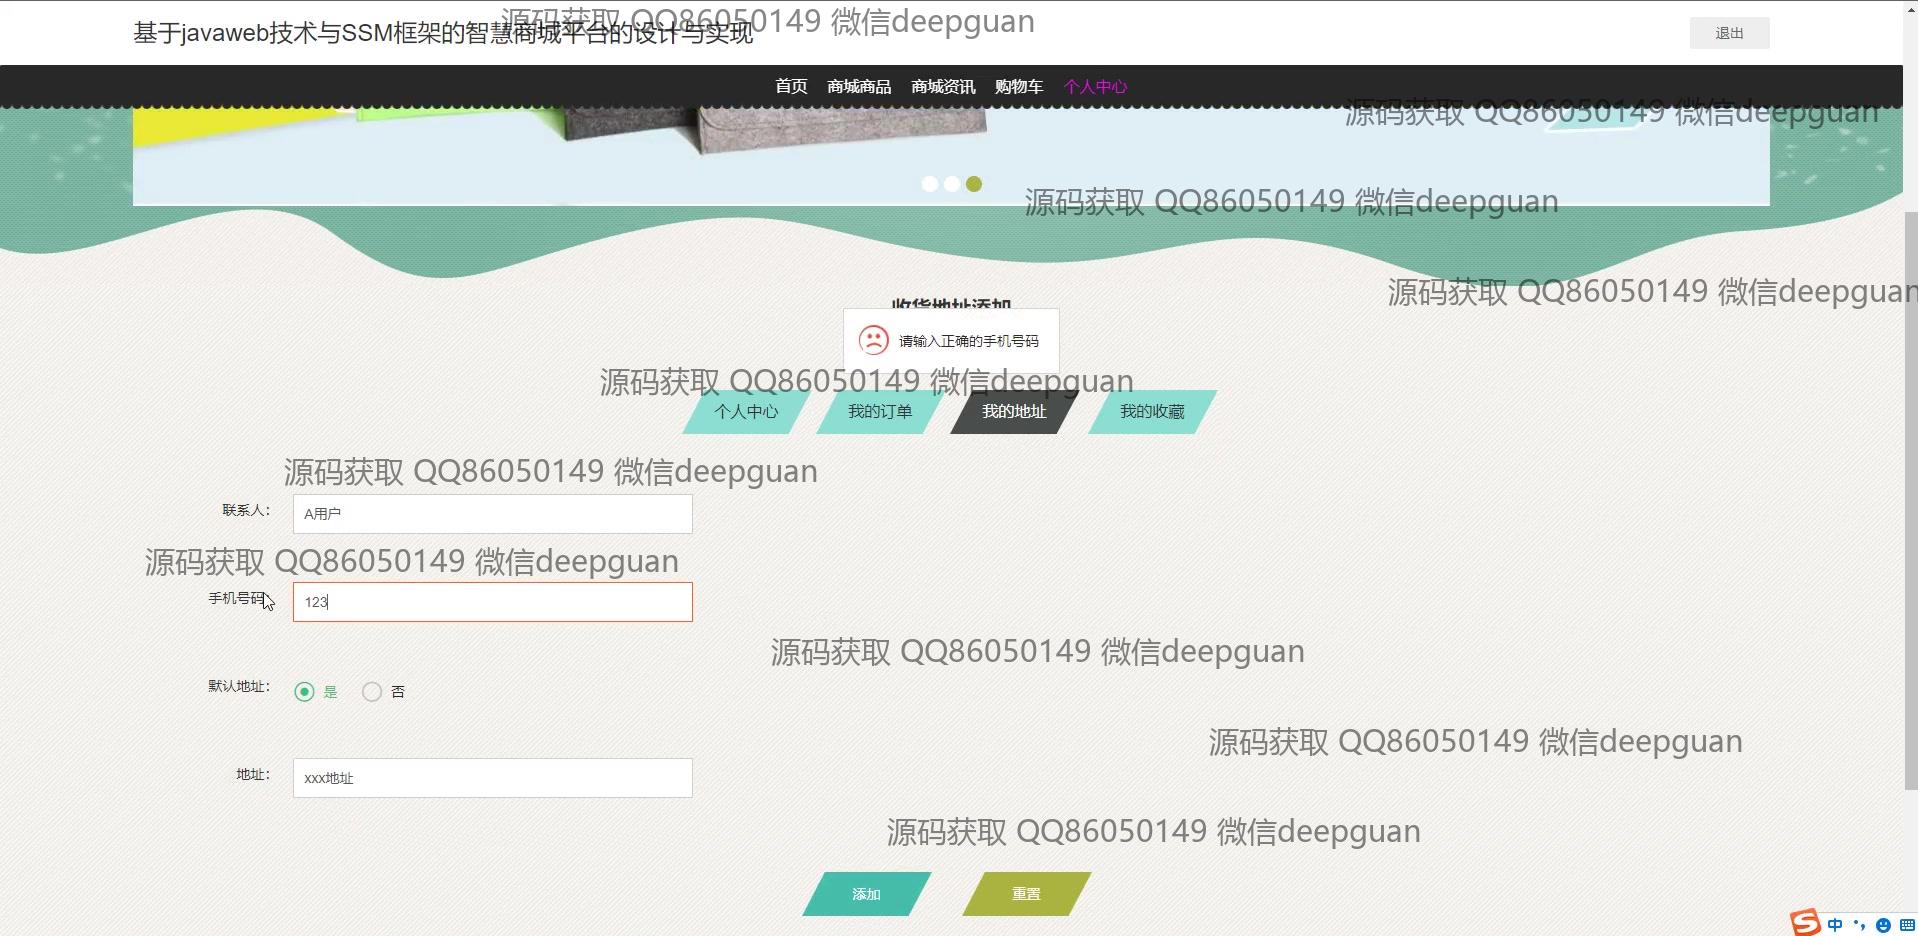 源码获取 QQ86050149 微信deepguan
基于javaweb技术与SSM框架的智慧商城平台的设计与实现
退出
首页 商城商品 商城资讯 购物车 个人中心
源码获取 QQ86050149 微信deepguan
源码获取 QQ86050149 微信deepguan
源码获取 QQ86050149 微信deepguan
收货地址添加
请输入正确的手机号码
源码获取 QQ86050149 微信deepguan
个人中心 我的订单 我的地址 我的收藏
源码获取 QQ86050149 微信deepguan
联系人： A用户
源码获取 QQ86050149 微信deepguan
手机号码 123
源码获取 QQ86050149 微信deepguan
默认地址： 是 否
源码获取 QQ86050149 微信deepguan
地址： xxx地址
源码获取 QQ86050149 微信deepguan
添加 重置
S 中